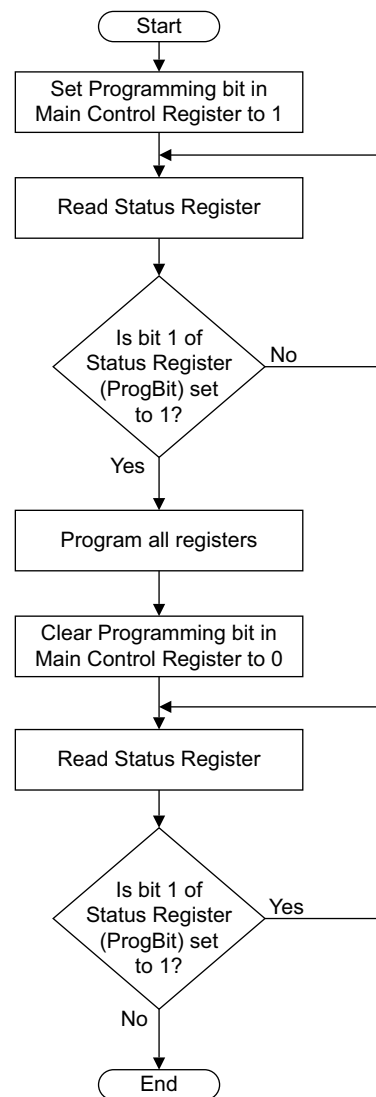 Start
Set Programming bit in
Main Control Register to 1
Read Status Register
Is bit 1 of
Status Register
(ProgBit) set
to 1?
No
Yes
Program all registers
Clear Programming bit in
Main Control Register to 0
Read Status Register
Is bit 1 of
Status Register
(ProgBit) set
to 1?
Yes
No
End